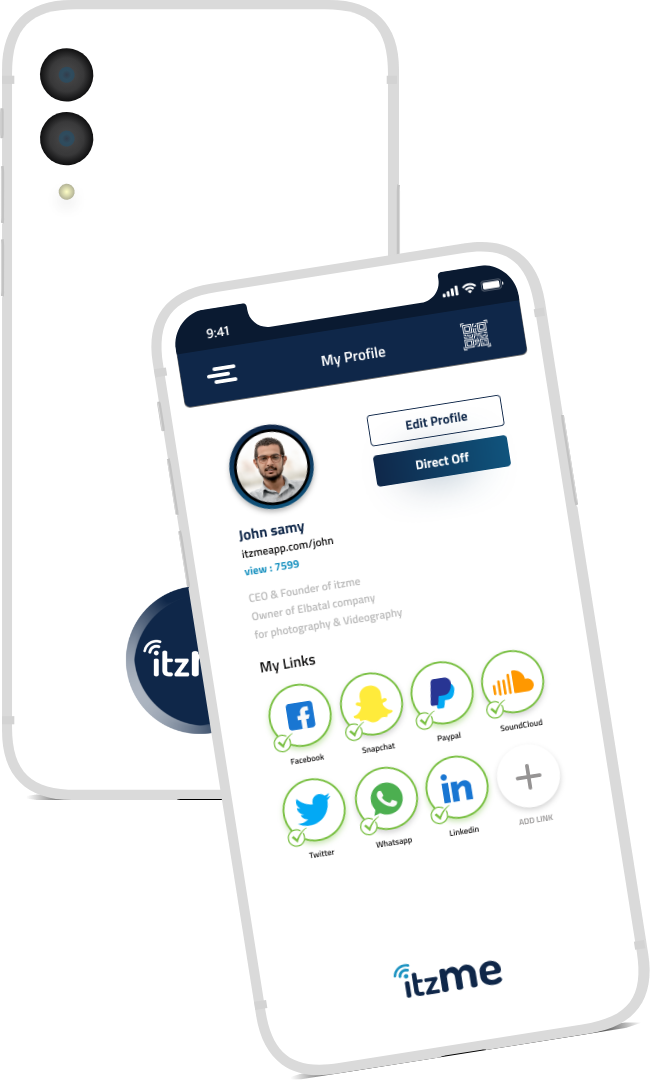 9:41
My Profile
Edit Profile
Direct Off
John samy
itzmeapp.com/john
view : 7599
CEO & Founder of itzme
Owner of Elbatal company
for photography & Videography
My Links
Facebook
Snapchat
Paypal
SoundCloud
Twitter
Whatsapp
Linkedin
ADD LINK
itzme